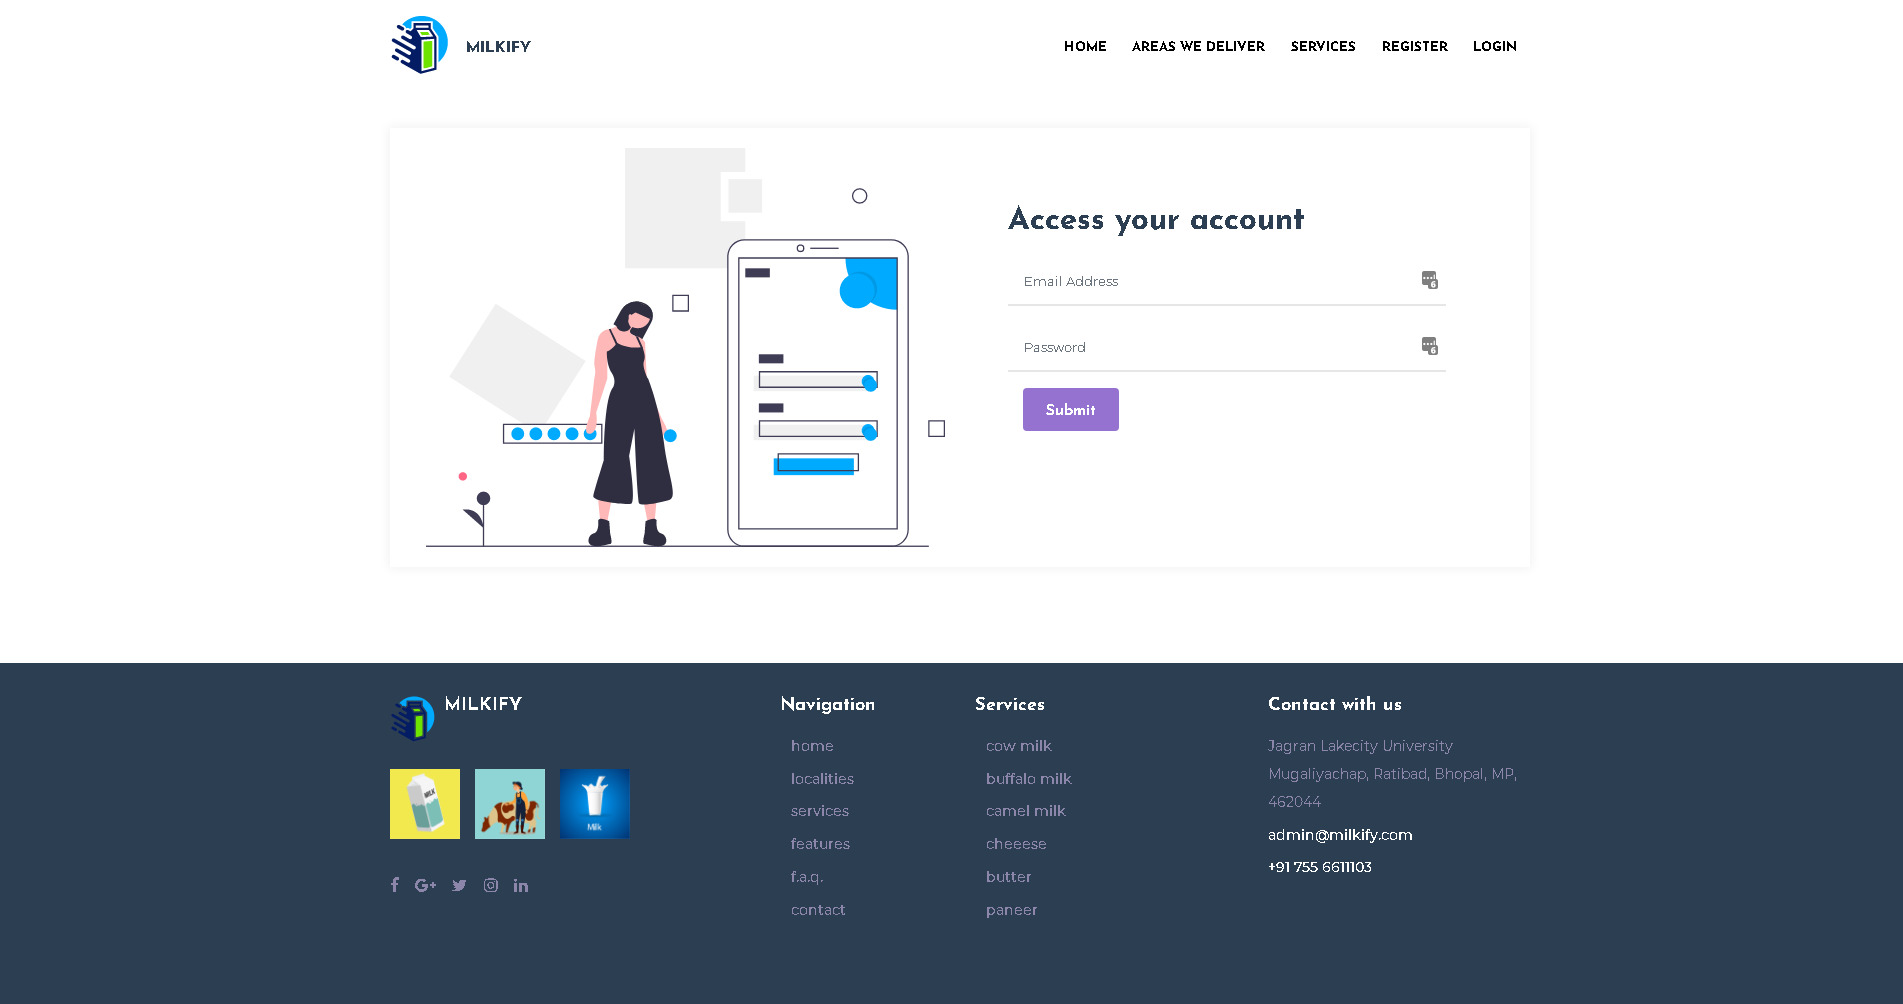 MILKIFY
HOME AREAS WE DELIVER SERVICES REGISTER LOGIN
Access your account
Email Address
6
Password
6
Submit
MILKIFY
MILK
Milk
Navigation
home
localities
services
features
f.a.q.
contact
Services
cow milk
buffalo milk
camel milk
cheeese
butter
paneer
Contact with us
Jagran Lakecity University
Mugaliyachap, Ratibad, Bhopal, MP,
462044
admin@milkify.com
+91 755 6611103